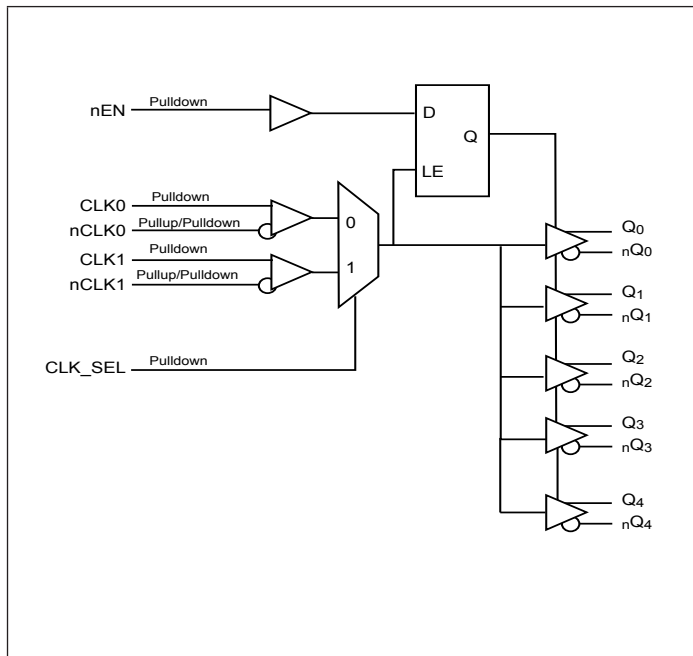 nEN Pulldown
D
Q
LE
CLK0 Pulldown
nCLK0 Pullup/Pulldown
CLK1 Pulldown
nCLK1 Pullup/Pulldown
0
1
CLK_SEL Pulldown
Q0
nQ0
Q1
nQ1
Q2
nQ2
Q3
nQ3
Q4
nQ4